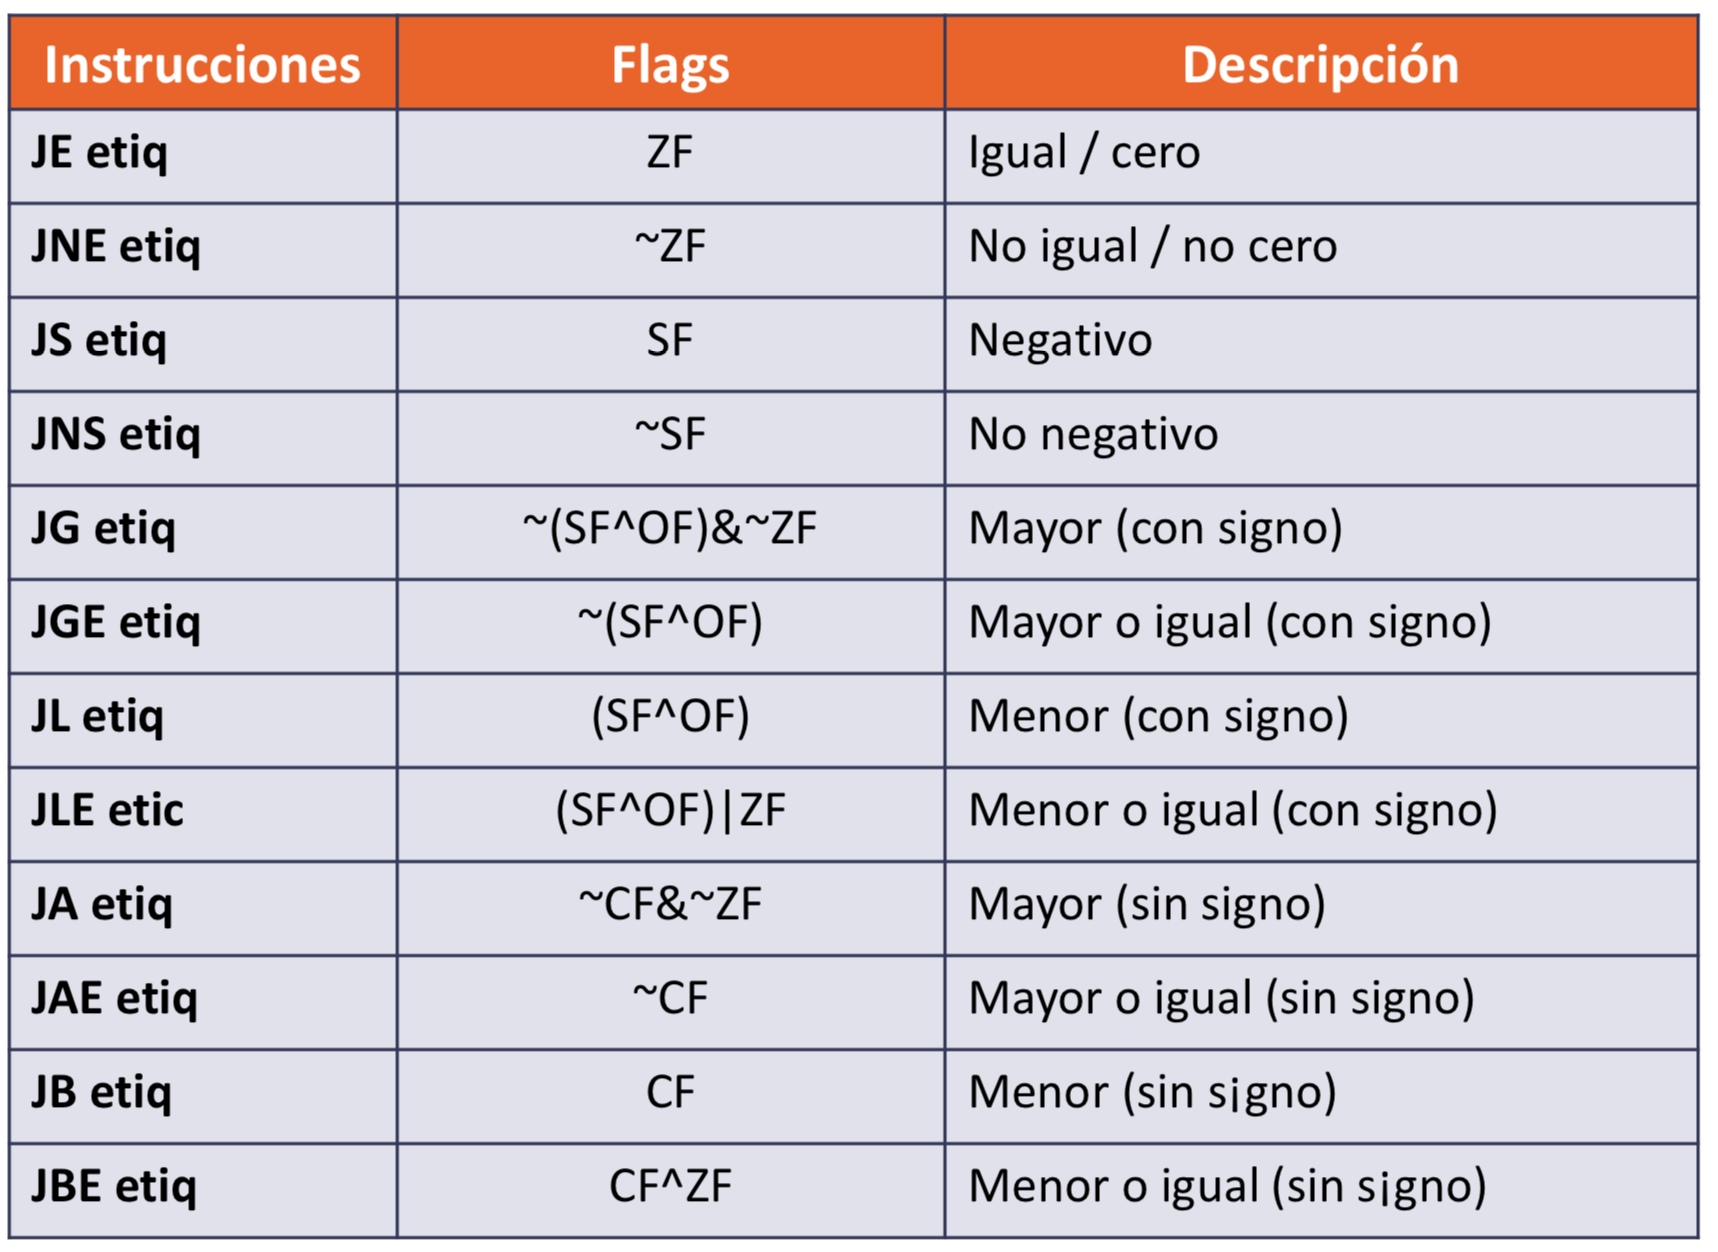 Instrucciones Flags Descripción
JE etiq ZF Igual / cero
JNE etiq ~ZF No igual / no cero
JS etiq SF Negativo
JNS etiq ~SF No negativo
JG etiq ~(SF^OF)&~ZF Mayor (con signo)
JGE etiq ~(SF^OF) Mayor o igual (con signo)
JL etiq (SF^OF) Menor (con signo)
JLE etic (SF^OF)|ZF Menor o igual (con signo)
JA etiq ~CF&~ZF Mayor (sin signo)
JAE etiq ~CF Mayor o igual (sin signo)
JB etiq CF Menor (sin s¡gno)
JBE etiq CF^ZF Menor o igual (sin s¡gno)